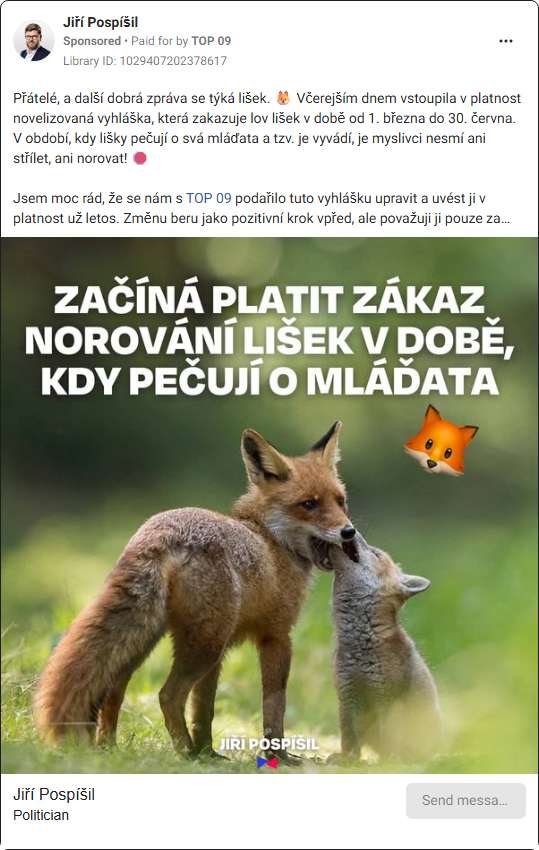 Jiří Pospíšil
Sponsored • Paid for by TOP 09
Library ID: 1029407202378617
Přátelé, a další dobrá zpráva se týká lišek. 🦊 Včerejším dnem vstoupila v platnost
novelizovaná vyhláška, která zakazuje lov lišek v době od 1. března do 30. června.
V období, kdy lišky pečují o svá mláďata a tzv. je vyvádí, je myslivci nesmí ani
střílet, ani norovat! 🛑
Jsem moc rád, že se nám s TOP 09 podařilo tuto vyhlášku upravit a uvést ji v
platnost už letos. Změnu beru jako pozitivní krok vpřed, ale považuji ji pouze za...
ZAČÍNÁ PLATIT ZÁKAZ
NOROVÁNÍ LIŠEK V DOBĚ,
KDY PEČUJÍ O MLÁĎATA
JIŘÍ POSPÍŠIL
Jiří Pospíšil
Politician
Send messa...